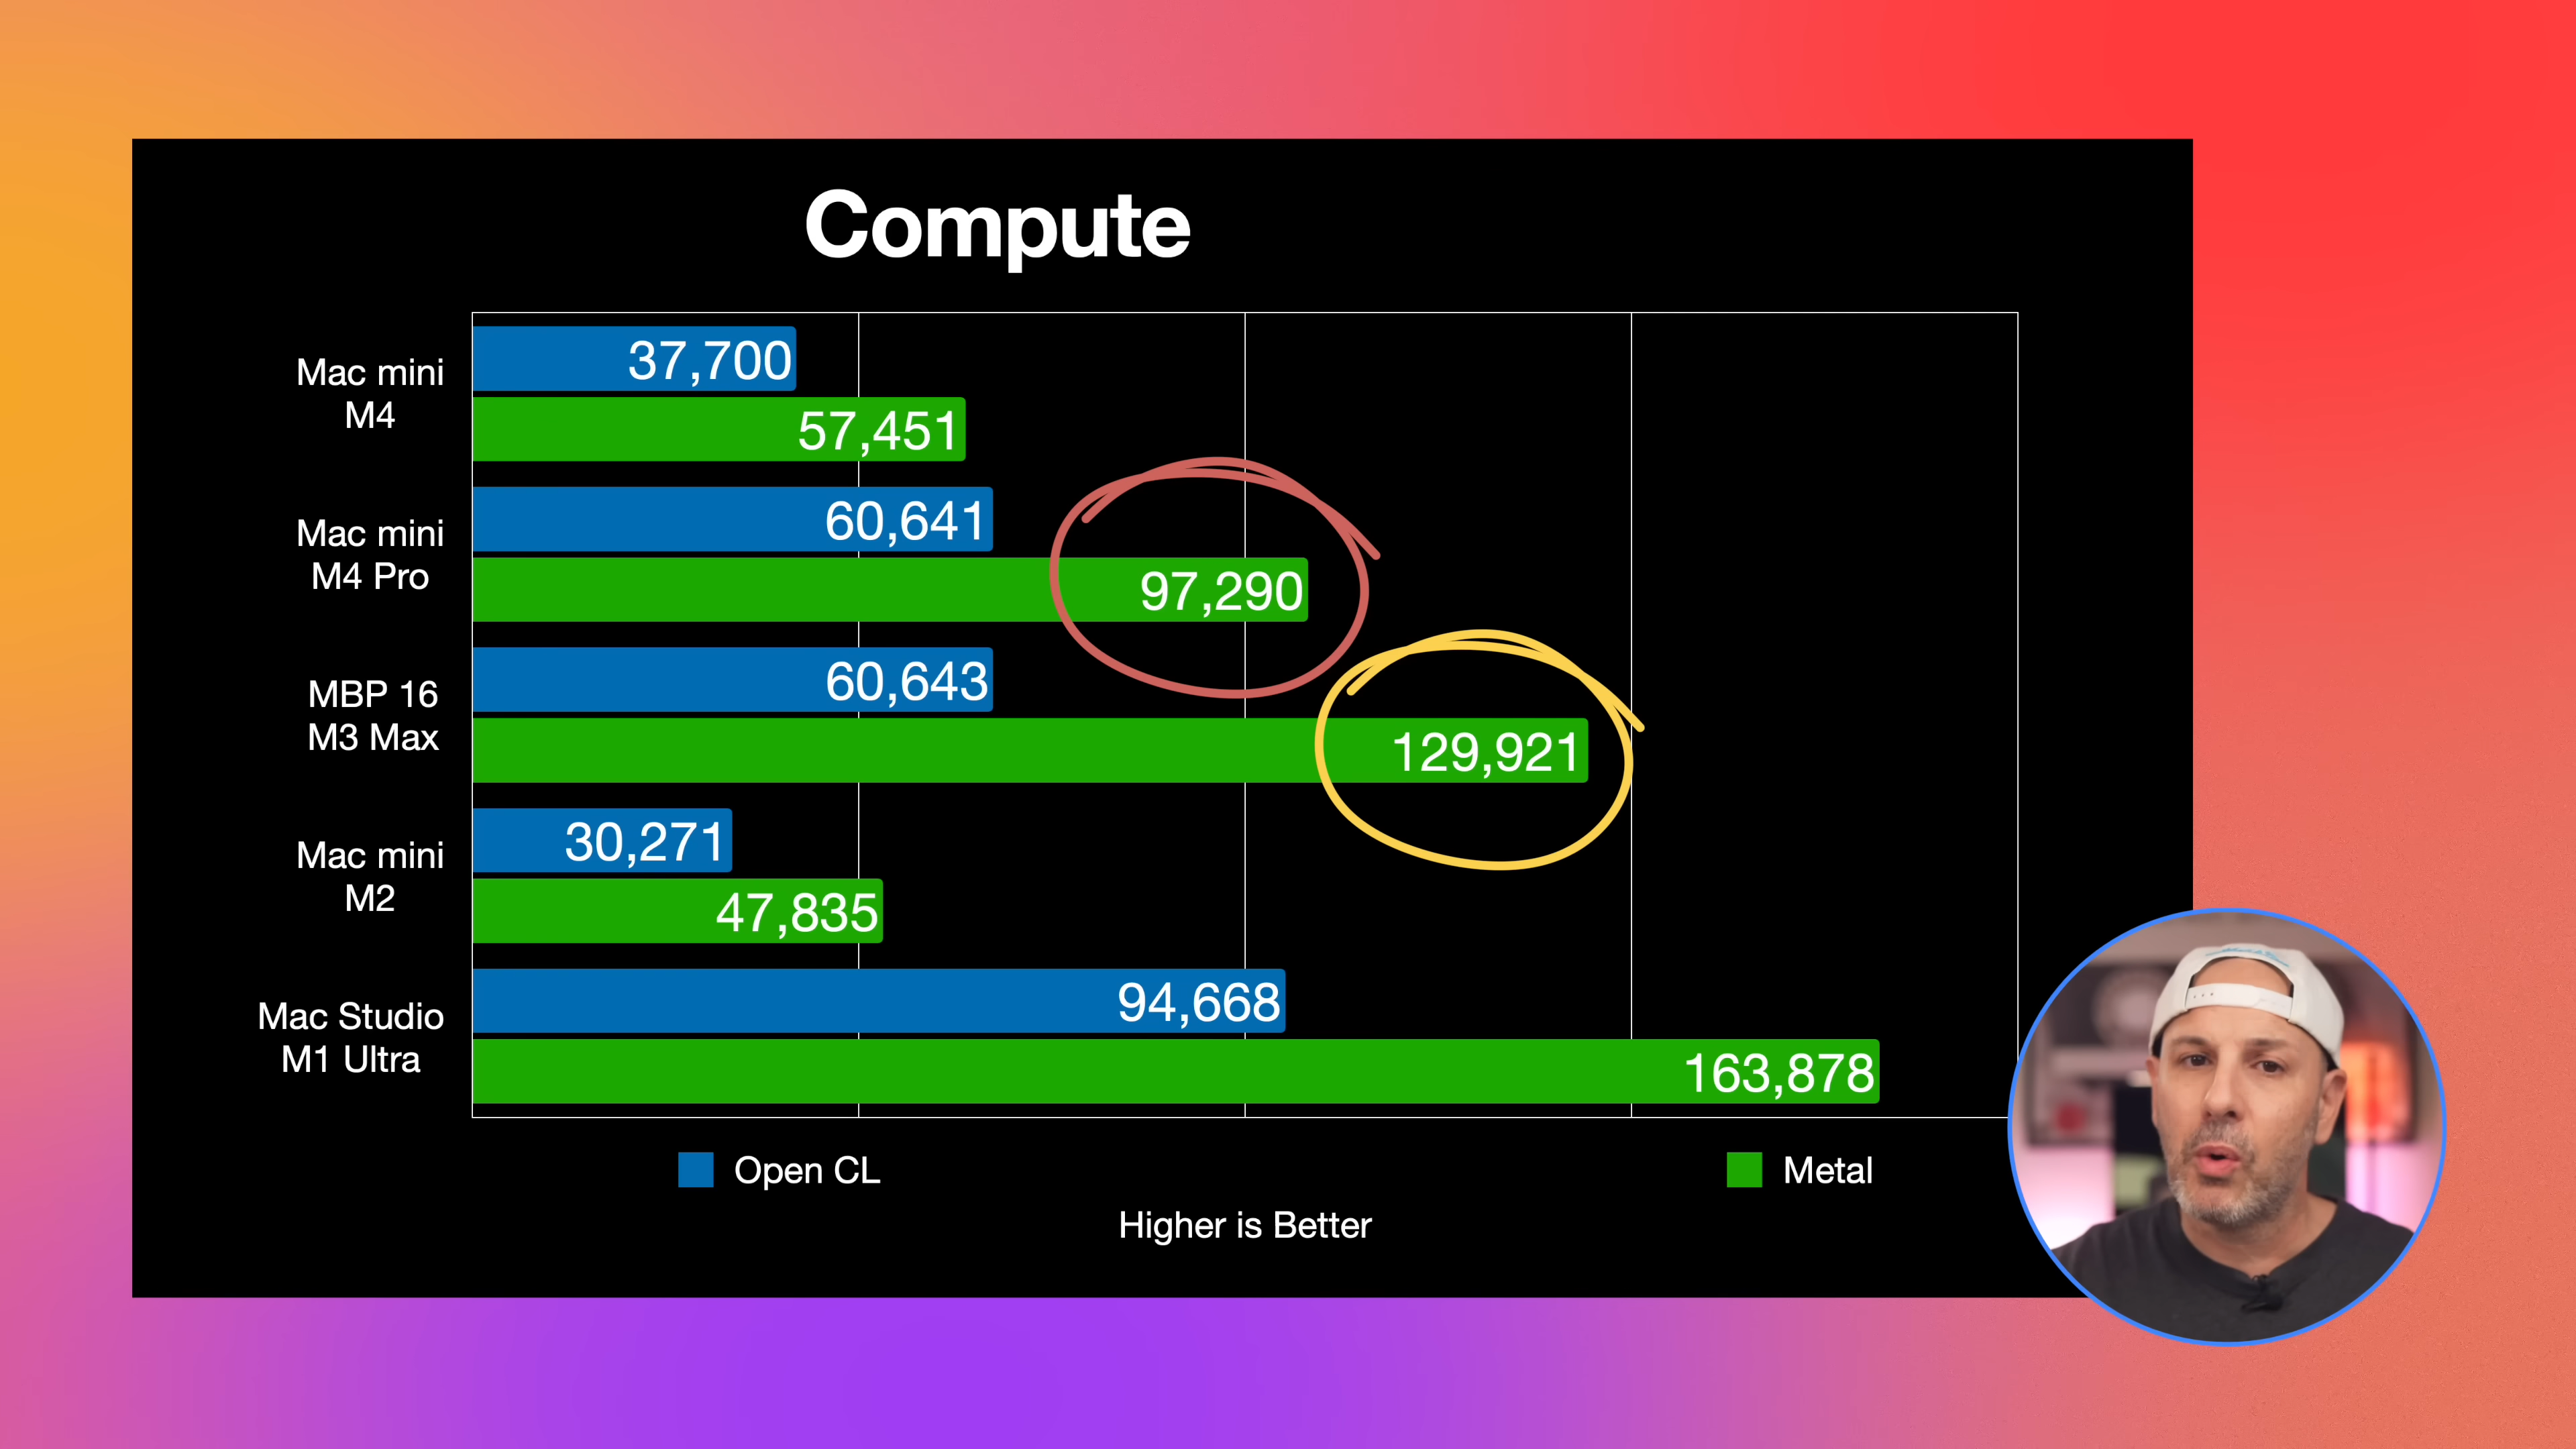 Compute
Mac mini
M4
37,700
57,451
Mac mini
M4 Pro
60,641
97,290
MBP 16
M3 Max
60,643
129,921
Mac mini
M2
30,271
47,835
Mac Studio
M1 Ultra
94,668
163,878
Open CL
Metal
Higher is Better